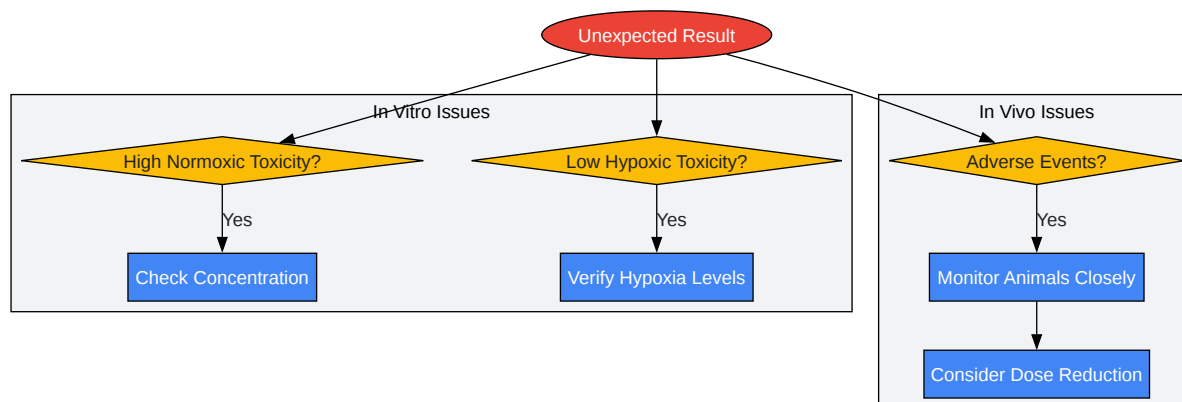 Unexpected Result
In Vitro Issues
In Vivo Issues
High Normoxic Toxicity?
Low Hypoxic Toxicity?
Adverse Events?
Yes
Yes
Yes
Check Concentration
Verify Hypoxia Levels
Monitor Animals Closely
Consider Dose Reduction